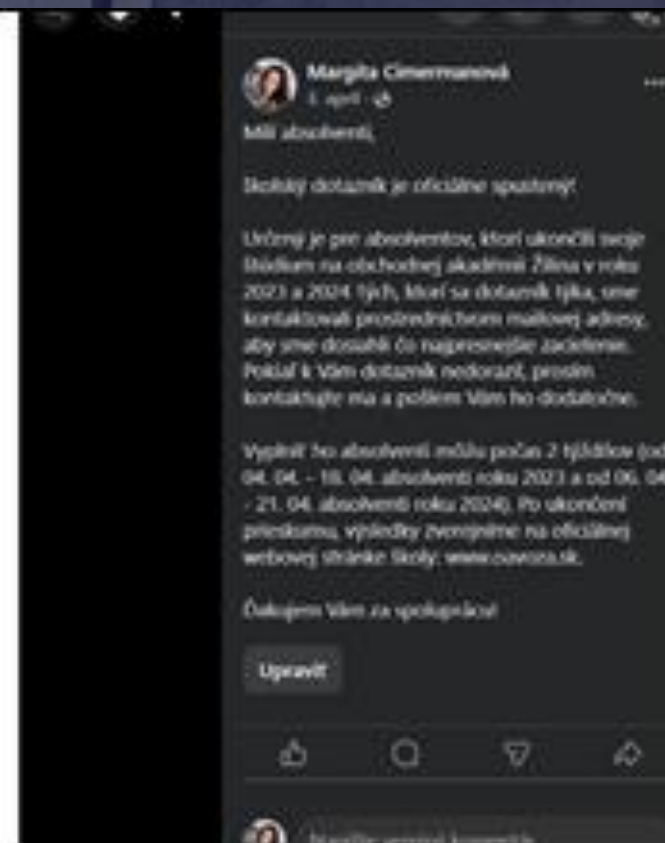 Margita Cimermanová
3. apríl
Milí absolventi,
školský dotazník je oficiálne spustený!
Určený je pre absolventov, ktorí ukončili svoje
štúdium na obchodnej akadémii Žilina v roku
2023 a 2024 Tých, ktorí sa dotazník týka, sme
kontaktovali prostredníctvom mailovej adresy,
aby sme dosiahli čo najpresnejšie zacielenie.
Pokiaľ k Vám dotazník nedorazil, prosím
kontaktujte ma a pošlem Vám ho dodatočne.
Vyplniť ho absolventi môžu počas 2 týždňov (od
04. 04. - 18. 04. absolventi roku 2023 a od 06. 04
- 21. 04. absolventi roku 2024). Po ukončení
prieskumu, výsledky zverejníme na oficiálnej
webovej stránke školy: www.oavoza.sk.
Ďakujem Vám za spoluprácu!
Upraviť